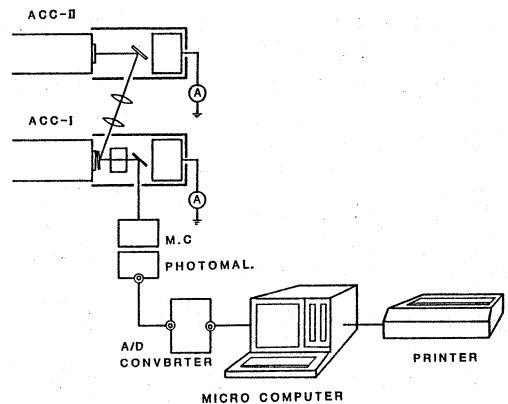 ACC-II
A
ACC-I
A
M.C
PHOTOMAL.
A/D
CONVBRTER
PRINTER
MICRO COMPUTER